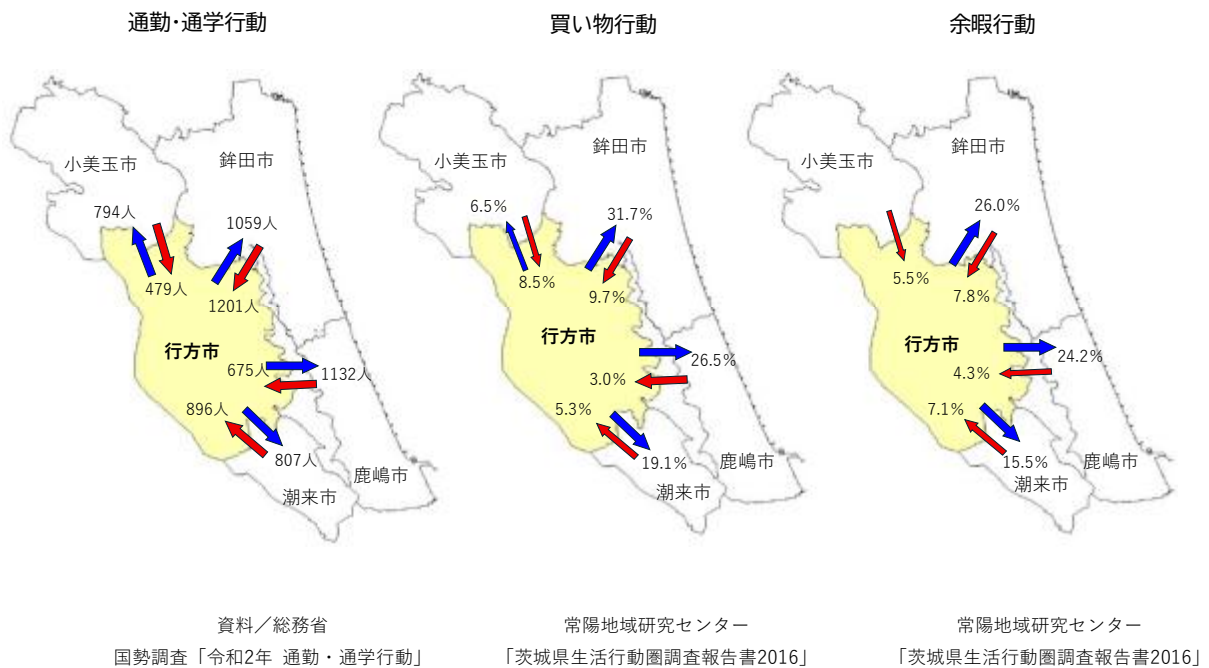 通勤・通学行動
小美玉市
鉾田市
794人
1059人
479人
1201人
行方市
675人
1132人
896人
807人
鹿嶋市
潮来市
資料／総務省
国勢調査「令和2年 通勤・通学行動」
買い物行動
小美玉市
鉾田市
6.5%
31.7%
8.5%
9.7%
行方市
26.5%
3.0%
5.3%
19.1%
鹿嶋市
潮来市
常陽地域研究センター
「茨城県生活行動圏調査報告書2016」
余暇行動
小美玉市
鉾田市
26.0%
5.5%
7.8%
行方市
24.2%
4.3%
7.1%
15.5%
鹿嶋市
潮来市
常陽地域研究センター
「茨城県生活行動圏調査報告書2016」